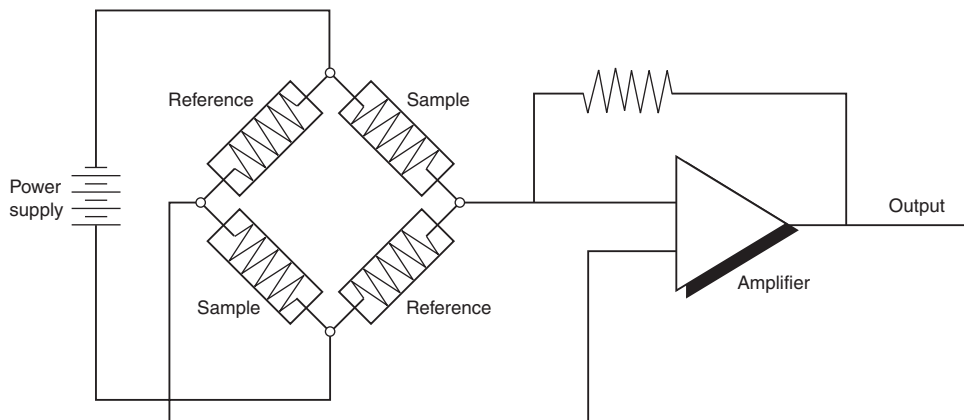 Reference
Sample
Power
supply
Output
Amplifier
Sample
Reference